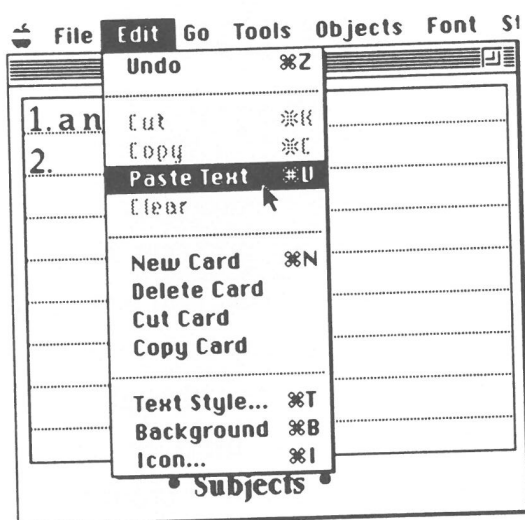 File Edit Go Tools Objects Font St
Undo ⌘Z
1. an
Cut ⌘X
2.
Copy ⌘C
Paste Text ⌘V
Clear
New Card ⌘N
Delete Card
Cut Card
Copy Card
Text Style... ⌘T
Background ⌘B
Icon... ⌘I
• Subjects •